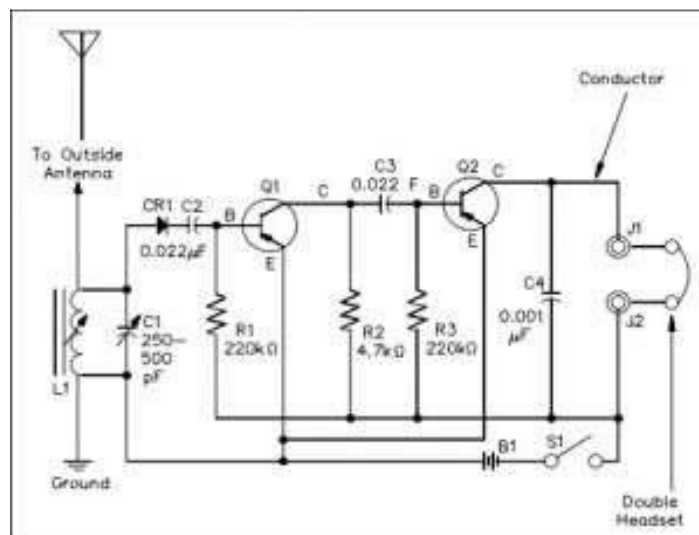 Conductor
To Outside
Antenna
CR1
C2
0.022µF
B
Q1
C
E
C3
0.022
F
B
Q2
C
E
J1
J2
C4
0.001
µF
L1
C1
250-
500
pF
R1
220kΩ
R2
4.7kΩ
R3
220kΩ
B1
S1
Ground
Double
Headset